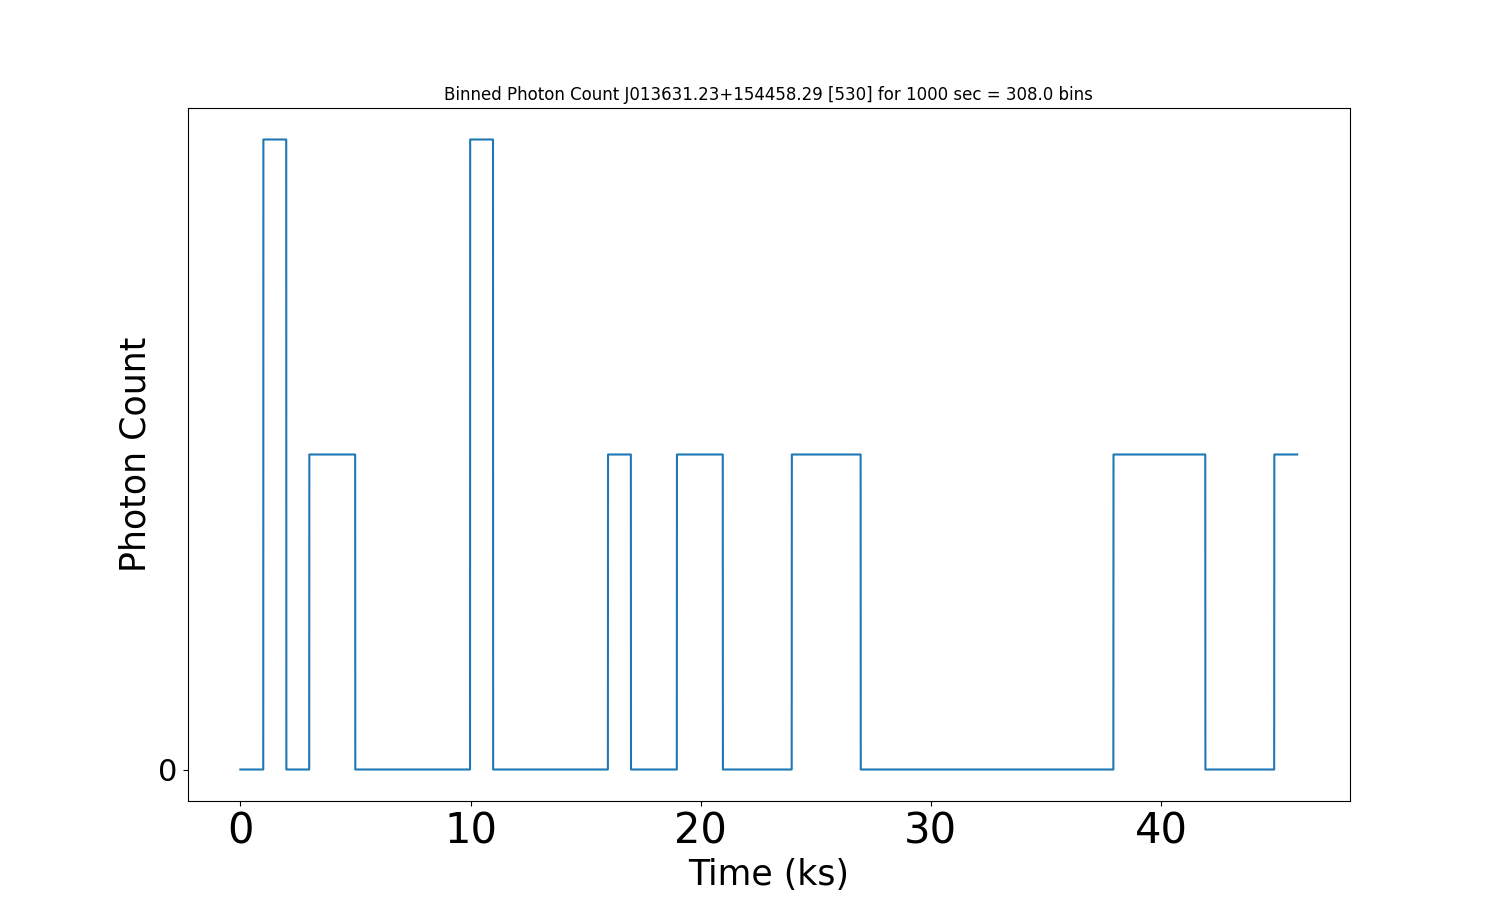 Binned Photon Count J013631.23+154458.29 [530] for 1000 sec = 308.0 bins
Photon Count
0
0 10 20 30 40
Time (ks)